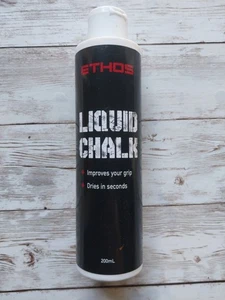 ETHOS
LIQUID
CHALK
Improves your grip
Dries in seconds
200mL